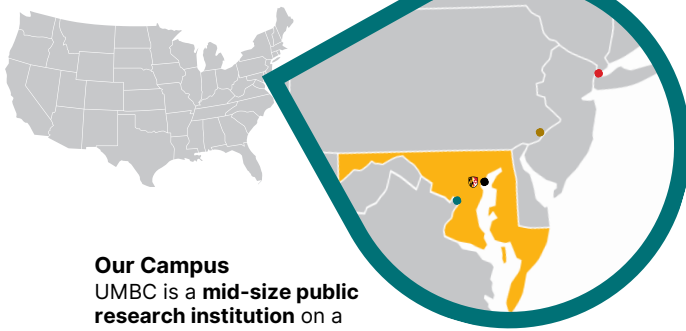 Our Campus
UMBC is a mid-size public
research institution on a